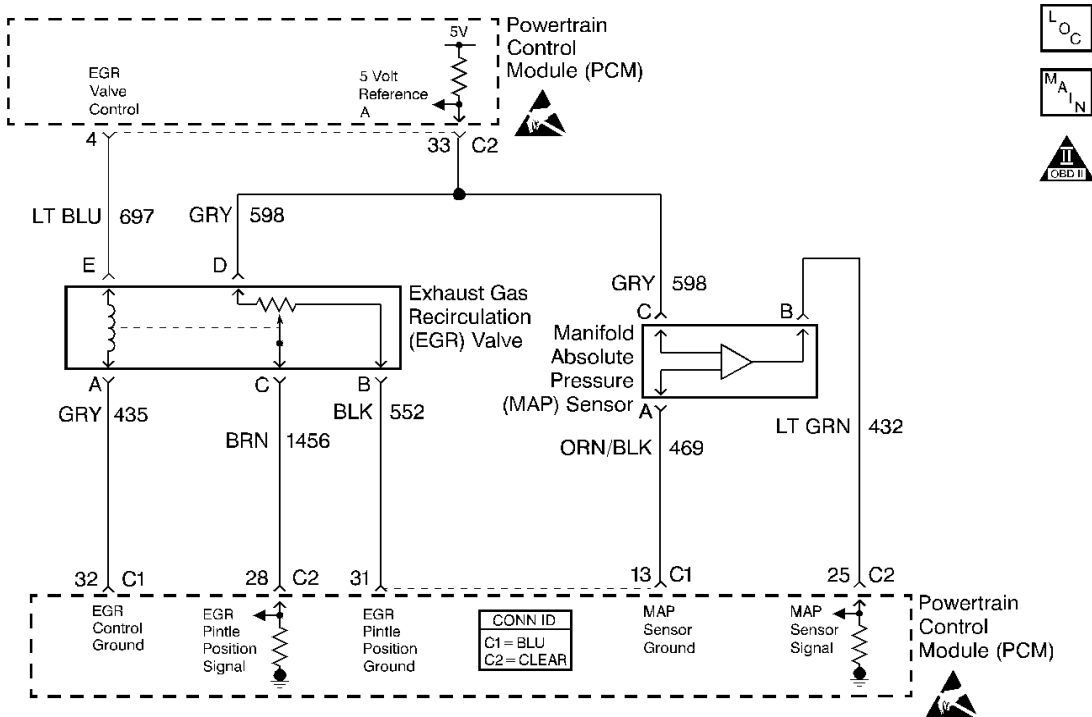 Powertrain
Control
Module (PCM)
5V
EGR
Valve
Control
5 Volt
Reference
A
LOC
MAIN
II
OBD II
4
33 C2
LT BLU 697
GRY 598
E
D
GRY 598
C
B
Exhaust Gas
Recirculation
(EGR) Valve
Manifold
Absolute
Pressure
(MAP) Sensor
A
C
B
A
GRY 435
BRN 1456
BLK 552
ORN/BLK 469
LT GRN 432
32 C1
28 C2
31
13 C1
25 C2
EGR
Control
Ground
EGR
Pintle
Position
Signal
EGR
Pintle
Position
Ground
CONN ID
C1=BLU
C2=CLEAR
MAP
Sensor
Ground
MAP
Sensor
Signal
Powertrain
Control
Module (PCM)